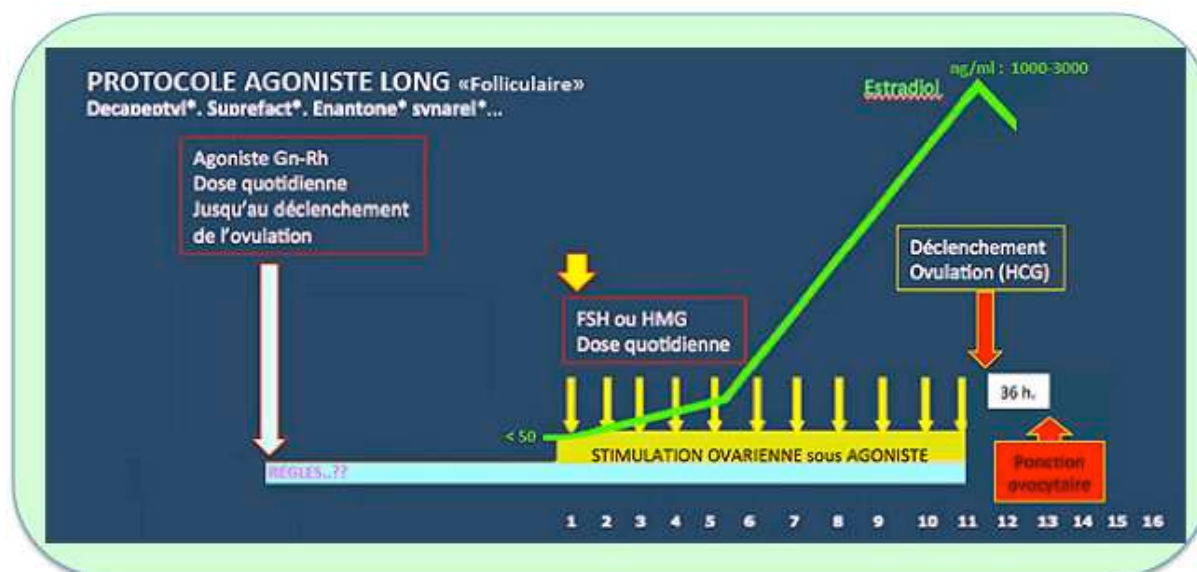 PROTOCOLE AGONISTE LONG «Folliculaire»
Decapeptyl*. Suprefact*. Enantone* synarel*...
ng/ml : 1000-3000
Estradiol
Agoniste Gn-Rh
Dose quotidienne
Jusqu'au déclenchement
de l'ovulation
Déclenchement
Ovulation (HCG)
FSH ou HMG
Dose quotidienne
36 h.
< 50
STIMULATION OVARIENNE sous AGONISTE
REGLES..??
Ponction
ovocytaire
1 2 3 4 5 6 7 8 9 10 11 12 13 14 15 16